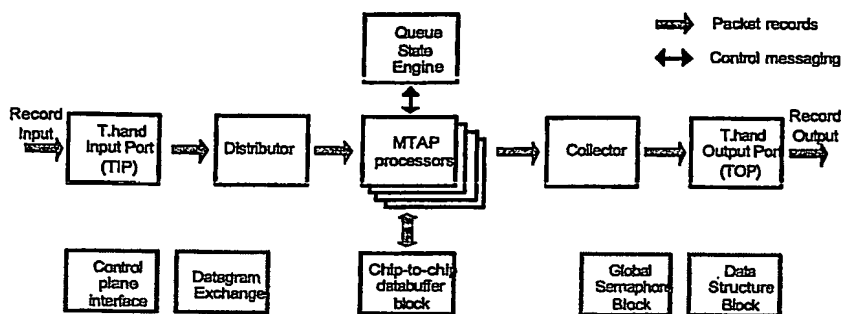 Queue
State
Engine
Packet records
Control messaging
Record
Input
T.hand
Input Port
(TIP)
Distributor
MTAP
processors
Collector
T.hand
Output Port
(TOP)
Record
Output
Control
plane
interface
Datagram
Exchange
Chip-to-chip
databuffer
block
Global
Semaphore
Block
Data
Structure
Block